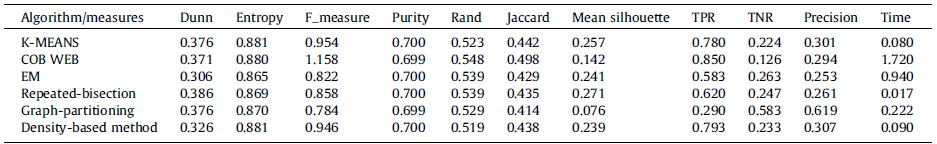 Algorithm/measures Dunn Entropy F_measure Purity Rand Jaccard Mean silhouette TPR TNR Precision Time
K-MEANS 0.376 0.881 0.954 0.700 0.523 0.442 0.257 0.780 0.224 0.301 0.080
COB WEB 0.371 0.880 1.158 0.699 0.548 0.498 0.142 0.850 0.126 0.294 1.720
EM 0.306 0.865 0.822 0.700 0.539 0.429 0.241 0.583 0.263 0.253 0.940
Repeated-bisection 0.386 0.869 0.858 0.700 0.539 0.435 0.271 0.620 0.247 0.261 0.017
Graph-partitioning 0.376 0.870 0.784 0.699 0.529 0.414 0.076 0.290 0.583 0.619 0.222
Density-based method 0.326 0.881 0.946 0.700 0.519 0.438 0.239 0.793 0.233 0.307 0.090